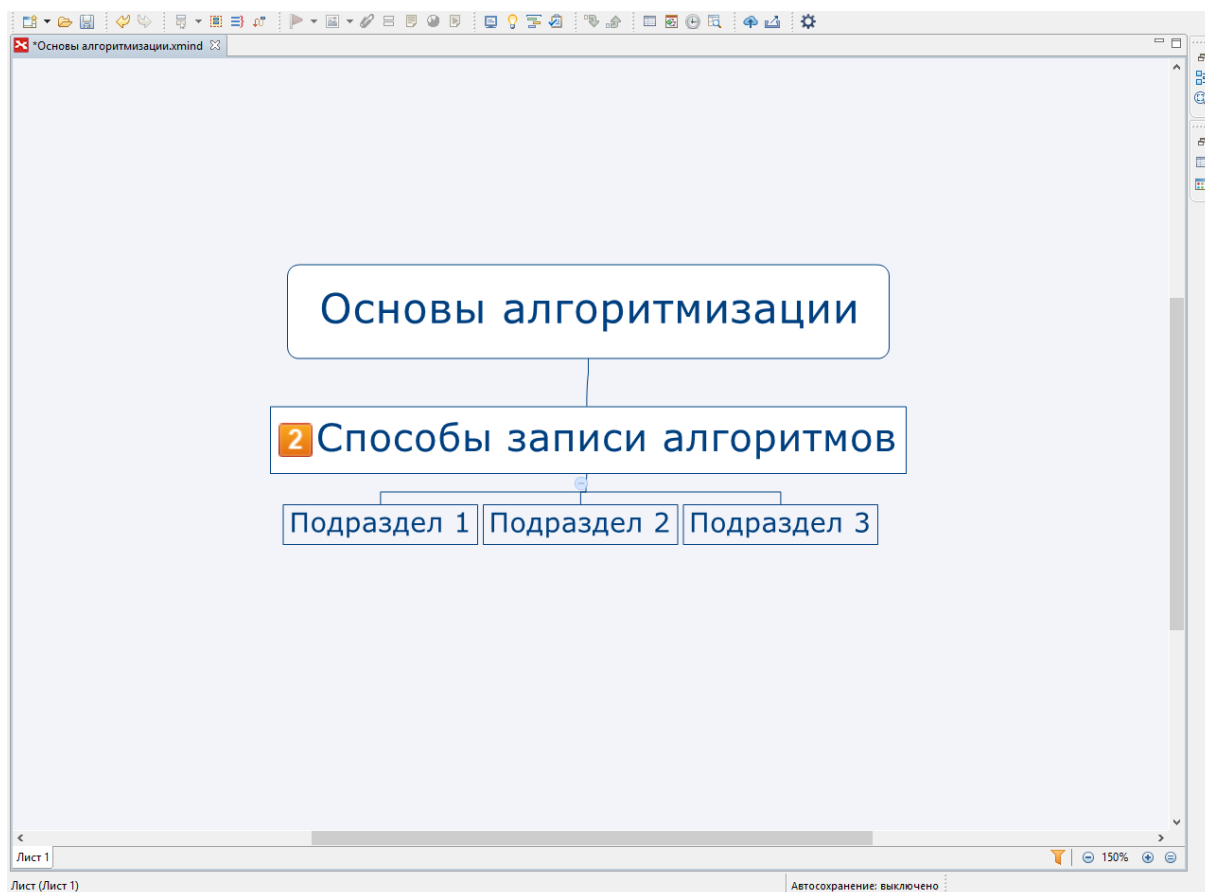 *Основы алгоритмизации.xmind
Основы алгоритмизации
2 Способы записи алгоритмов
Подраздел 1 Подраздел 2 Подраздел 3
Лист 1
150%
Лист (Лист 1)
Автосохранение: выключено